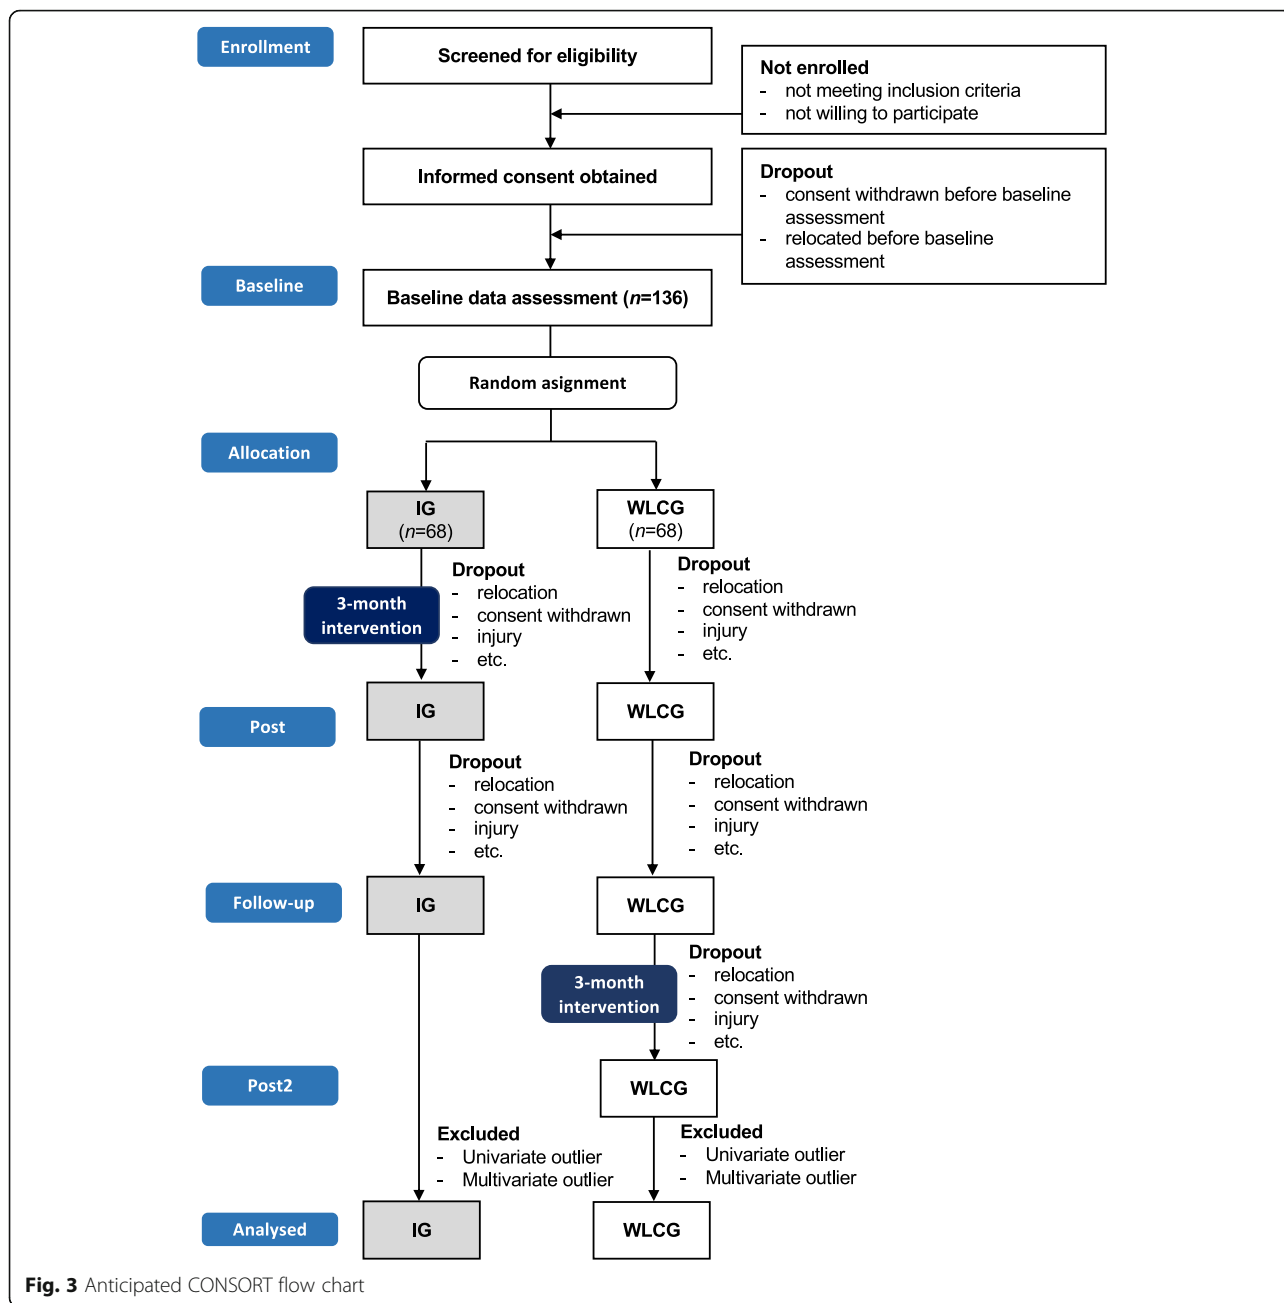 Enrollment
Screened for eligibility
Not enrolled
- not meeting inclusion criteria
- not willing to participate
Informed consent obtained
Dropout
- consent withdrawn before baseline
assessment
- relocated before baseline
assessment
Baseline
Baseline data assessment (n=136)
Random asignment
Allocation
IG
(n=68)
WLCG
(n=68)
3-month
intervention
Dropout
- relocation
- consent withdrawn
- injury
- etc.
Dropout
- relocation
- consent withdrawn
- injury
- etc.
Post
IG
WLCG
Dropout
- relocation
- consent withdrawn
- injury
- etc.
Dropout
- relocation
- consent withdrawn
- injury
- etc.
Follow-up
IG
WLCG
3-month
intervention
Dropout
- relocation
- consent withdrawn
- injury
- etc.
Post2
WLCG
Excluded
- Univariate outlier
- Multivariate outlier
Excluded
- Univariate outlier
- Multivariate outlier
Analysed
IG
WLCG
Fig. 3 Anticipated CONSORT flow chart